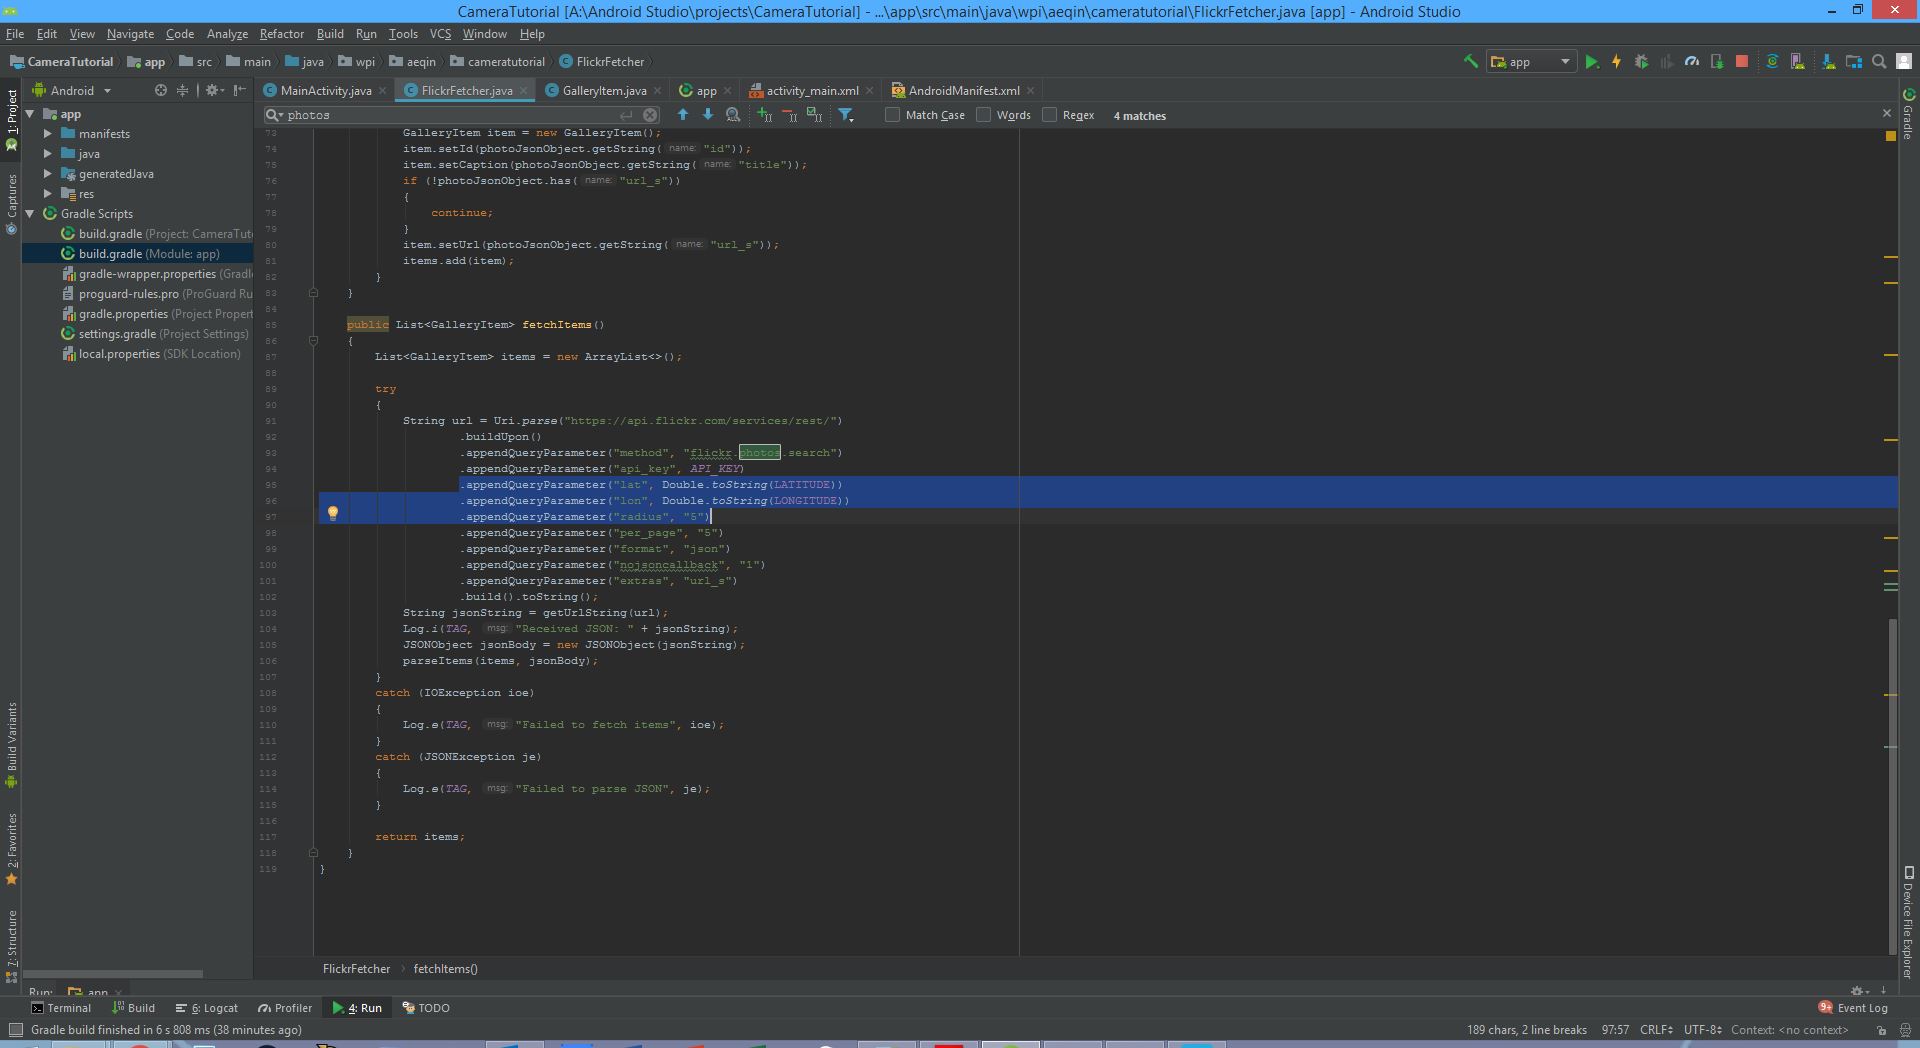 CameraTutorial [A:\Android Studio\projects\CameraTutorial] - ...\app\src\main\java\wpi\aeqin\cameratutorial\FlickrFetcher.java [app] - Android Studio
File Edit View Navigate Code Analyze Refactor Build Run Tools VCS Window Help
CameraTutorial app src main java wpi aeqin cameratutorial FlickrFetcher app
Android MainActivity.java FlickrFetcher.java GalleryItem.java app activity_main.xml AndroidManifest.xml
photos Match Case Words Regex 4 matches
1: Project
Captures
Build Variants
2: Favorites
7: Structure
app
manifests
java
generatedJava
res
Gradle Scripts
build.gradle (Project: CameraTut
build.gradle (Module: app)
gradle-wrapper.properties (Gradl
proguard-rules.pro (ProGuard Ru
gradle.properties (Project Propert
settings.gradle (Project Settings)
local.properties (SDK Location)
73 GalleryItem item = new GalleryItem();
74 item.setId(photoJsonObject.getString( name: "id"));
75 item.setCaption(photoJsonObject.getString( name: "title"));
76 if (!photoJsonObject.has( name: "url_s"))
77 {
78 continue;
79 }
80 item.setUrl(photoJsonObject.getString( name: "url_s"));
81 items.add(item);
82 }
83 }
84
85 public List<GalleryItem> fetchItems()
86 {
87 List<GalleryItem> items = new ArrayList<>();
88
89 try
90 {
91 String url = Uri.parse("https://api.flickr.com/services/rest/")
92 .buildUpon()
93 .appendQueryParameter("method", "flickr.photos.search")
94 .appendQueryParameter("api_key", API_KEY)
95 .appendQueryParameter("lat", Double.toString(LATITUDE))
96 .appendQueryParameter("lon", Double.toString(LONGITUDE))
97 .appendQueryParameter("radius", "5")
98 .appendQueryParameter("per_page", "5")
99 .appendQueryParameter("format", "json")
100 .appendQueryParameter("nojsoncallback", "1")
101 .appendQueryParameter("extras", "url_s")
102 .build().toString();
103 String jsonString = getUrlString(url);
104 Log.i(TAG, msg: "Received JSON: " + jsonString);
105 JSONObject jsonBody = new JSONObject(jsonString);
106 parseItems(items, jsonBody);
107 }
108 catch (IOException ioe)
109 {
110 Log.e(TAG, msg: "Failed to fetch items", ioe);
111 }
112 catch (JSONException je)
113 {
114 Log.e(TAG, msg: "Failed to parse JSON", je);
115 }
116
117 return items;
118 }
119 }
Gradle
Device File Explorer
FlickrFetcher fetchItems()
Run: app
Terminal Build 6: Logcat Profiler 4: Run TODO 9+ Event Log
Gradle build finished in 6 s 808 ms (38 minutes ago) 189 chars, 2 line breaks 97:57 CRLF UTF-8 Context: <no context>